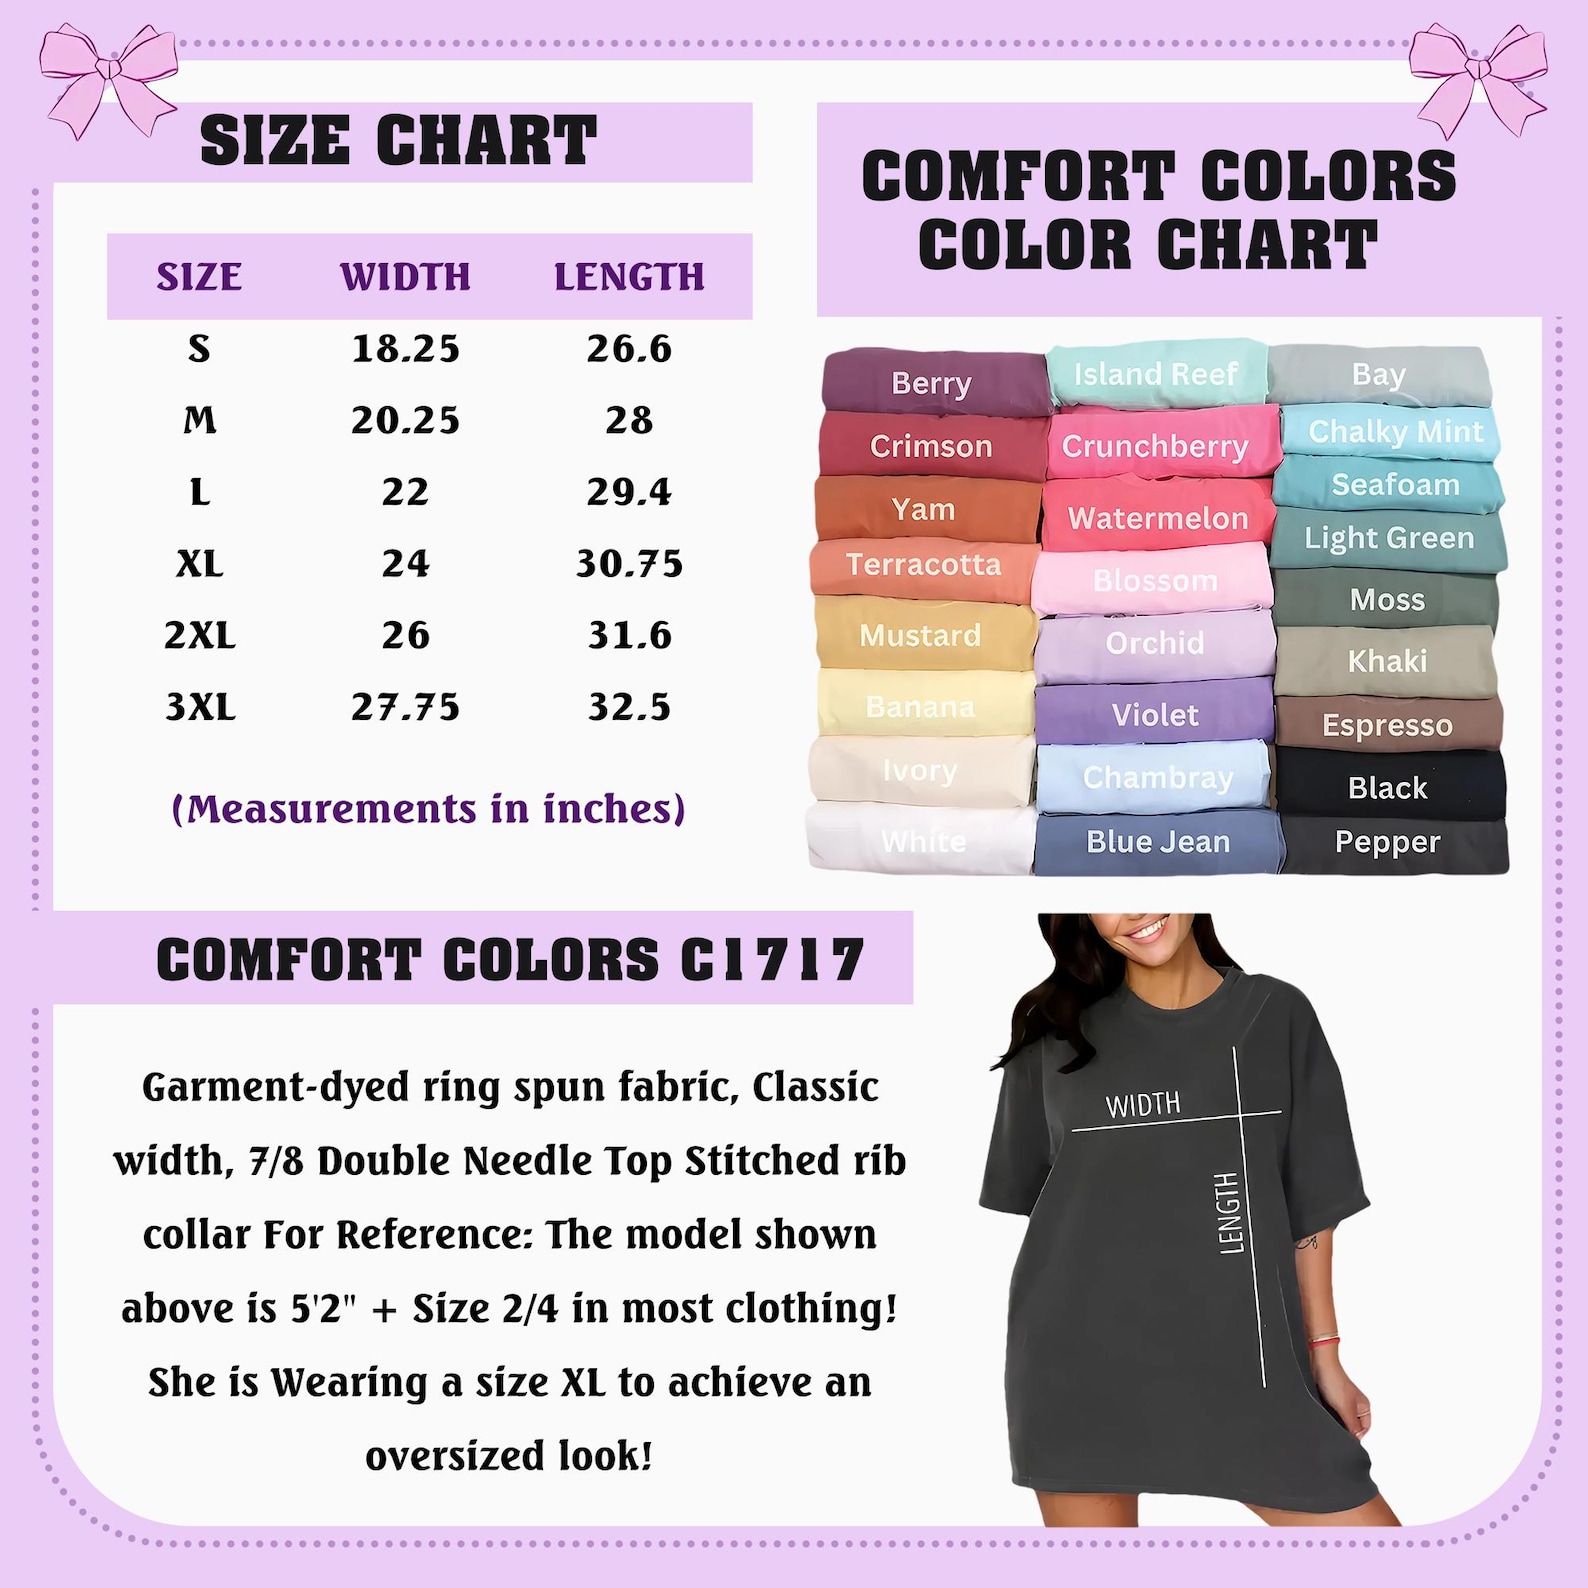 SIZE CHART
SIZE WIDTH LENGTH
S 18.25 26.6
M 20.25 28
L 22 29.4
XL 24 30.75
2XL 26 31.6
3XL 27.75 32.5
(Measurements in inches)
COMFORT COLORS
COLOR CHART
Berry
Crimson
Yam
Terracotta
Mustard
Banana
Ivory
White
Island Reef
Crunchberry
Watermelon
Blossom
Orchid
Violet
Chambray
Blue Jean
Bay
Chalky Mint
Seafoam
Light Green
Moss
Khaki
Espresso
Black
Pepper
COMFORT COLORS C1717
Garment-dyed ring spun fabric, Classic
width, 7/8 Double Needle Top Stitched rib
collar For Reference: The model shown
above is 5'2" + Size 2/4 in most clothing!
She is Wearing a size XL to achieve an
oversized look!
WIDTH
LENGTH